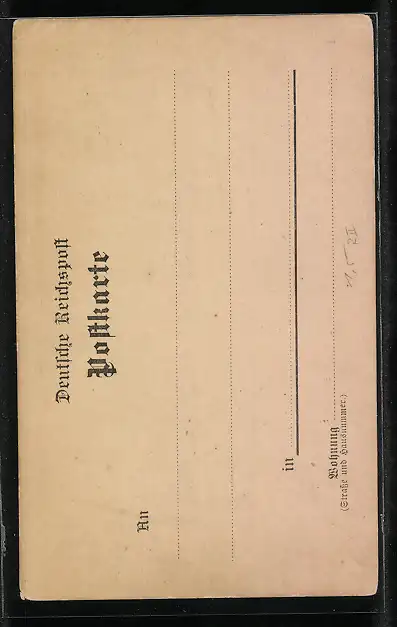 Deutsche Reichspost
Postkarte
An
in
Wohnung
(Straße und Hausnummer.)